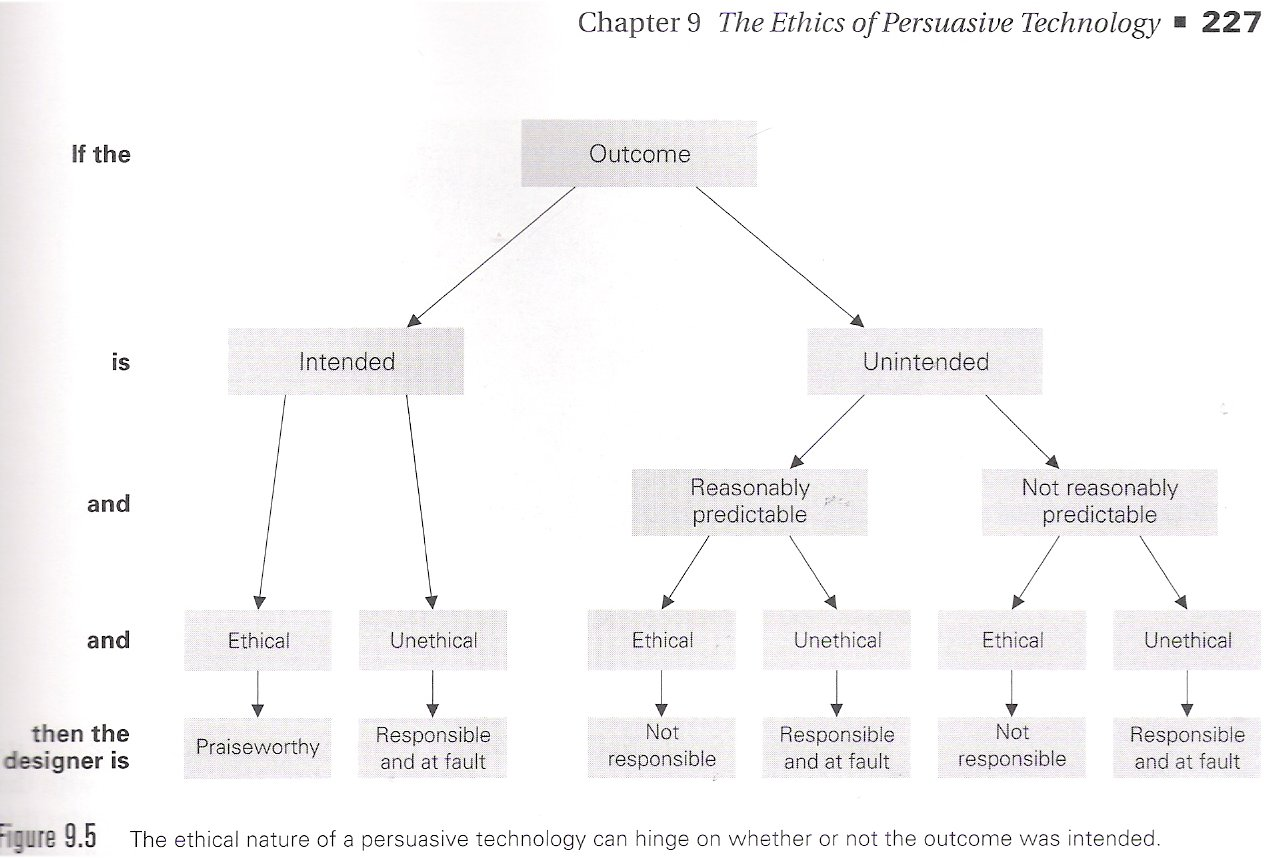 Chapter 9 The Ethics of Persuasive Technology ■ 227
If the
Outcome
is
Intended
Unintended
and
Reasonably
predictable
Not reasonably
predictable
and
Ethical
Unethical
Ethical
Unethical
Ethical
Unethical
then the
designer is
Praiseworthy
Responsible
and at fault
Not
responsible
Responsible
and at fault
Not
responsible
Responsible
and at fault
Figure 9.5 The ethical nature of a persuasive technology can hinge on whether or not the outcome was intended.